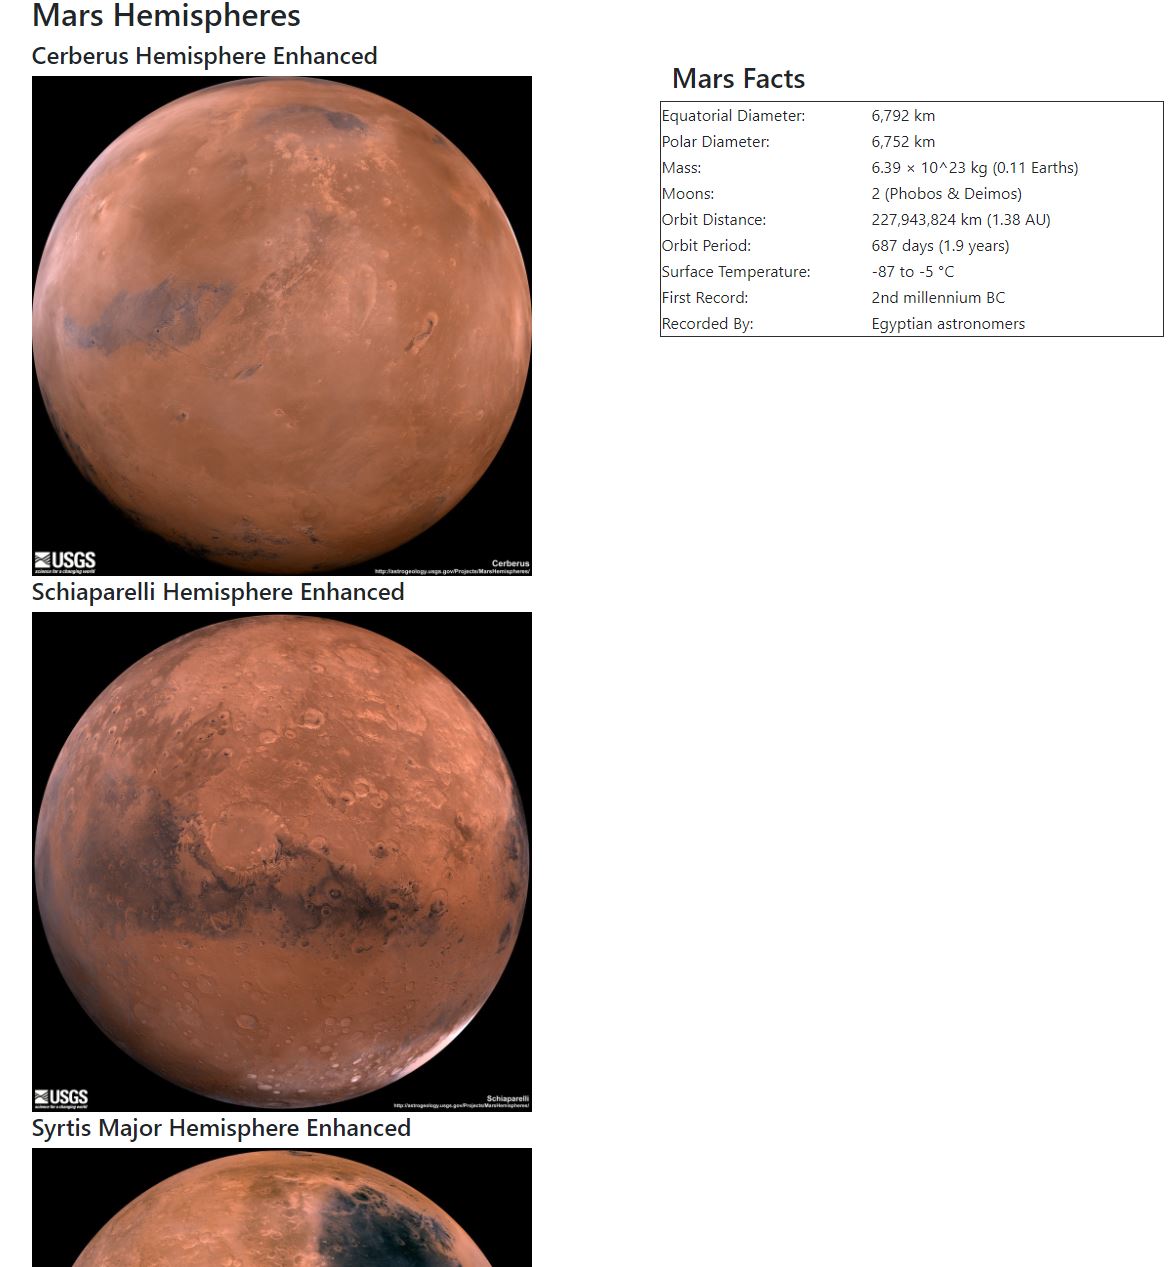 Mars Hemispheres
Cerberus Hemisphere Enhanced
USGS
science for a changing world
Cerberus
http://astrogeology.usgs.gov/Projects/MarsHemispheres/
Schiaparelli Hemisphere Enhanced
USGS
science for a changing world
Schiaparelli
http://astrogeology.usgs.gov/Projects/MarsHemispheres/
Syrtis Major Hemisphere Enhanced
Mars Facts
Equatorial Diameter: 6,792 km
Polar Diameter: 6,752 km
Mass: 6.39 × 10^23 kg (0.11 Earths)
Moons: 2 (Phobos & Deimos)
Orbit Distance: 227,943,824 km (1.38 AU)
Orbit Period: 687 days (1.9 years)
Surface Temperature: -87 to -5 °C
First Record: 2nd millennium BC
Recorded By: Egyptian astronomers